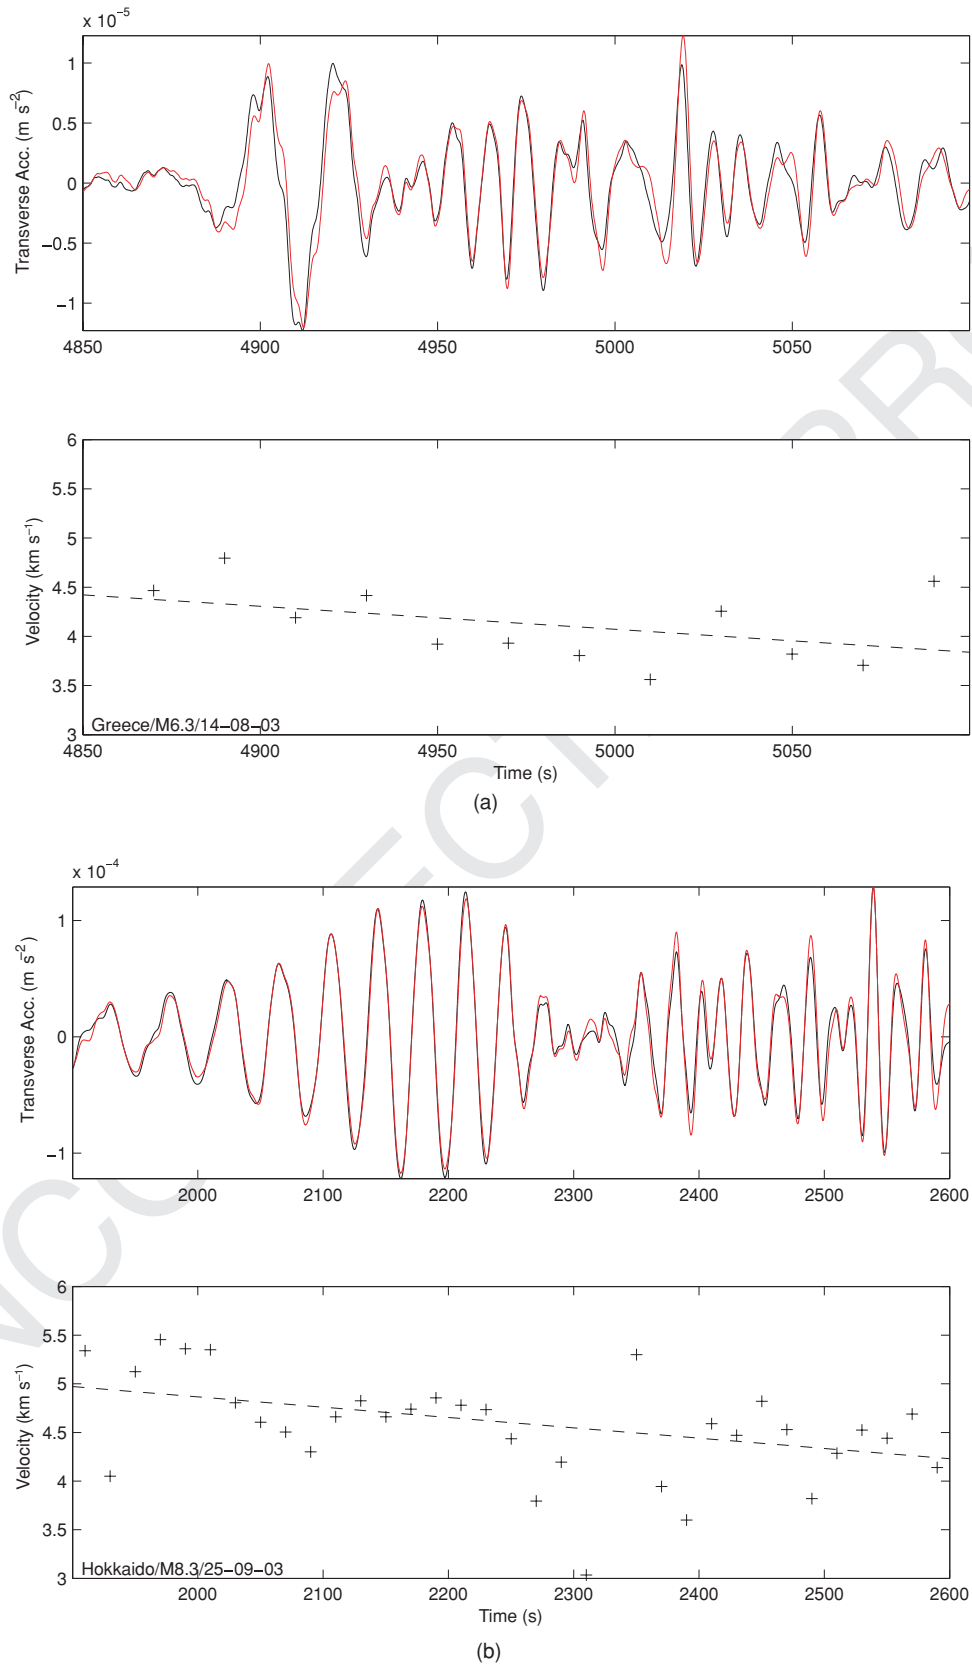 x 10⁻⁵
1
0.5
0
−0.5
−1
Transverse Acc. (m s⁻²)
4850 4900 4950 5000 5050
6
5.5
5
4.5
4
3.5
3
Velocity (km s⁻¹)
Greece/M6.3/14−08−03
4850 4900 4950 5000 5050
Time (s)
(a)
x 10⁻⁴
1
0
−1
Transverse Acc. (m s⁻²)
2000 2100 2200 2300 2400 2500 2600
6
5.5
5
4.5
4
3.5
3
Velocity (km s⁻¹)
Hokkaido/M8.3/25−09−03
2000 2100 2200 2300 2400 2500 2600
Time (s)
(b)